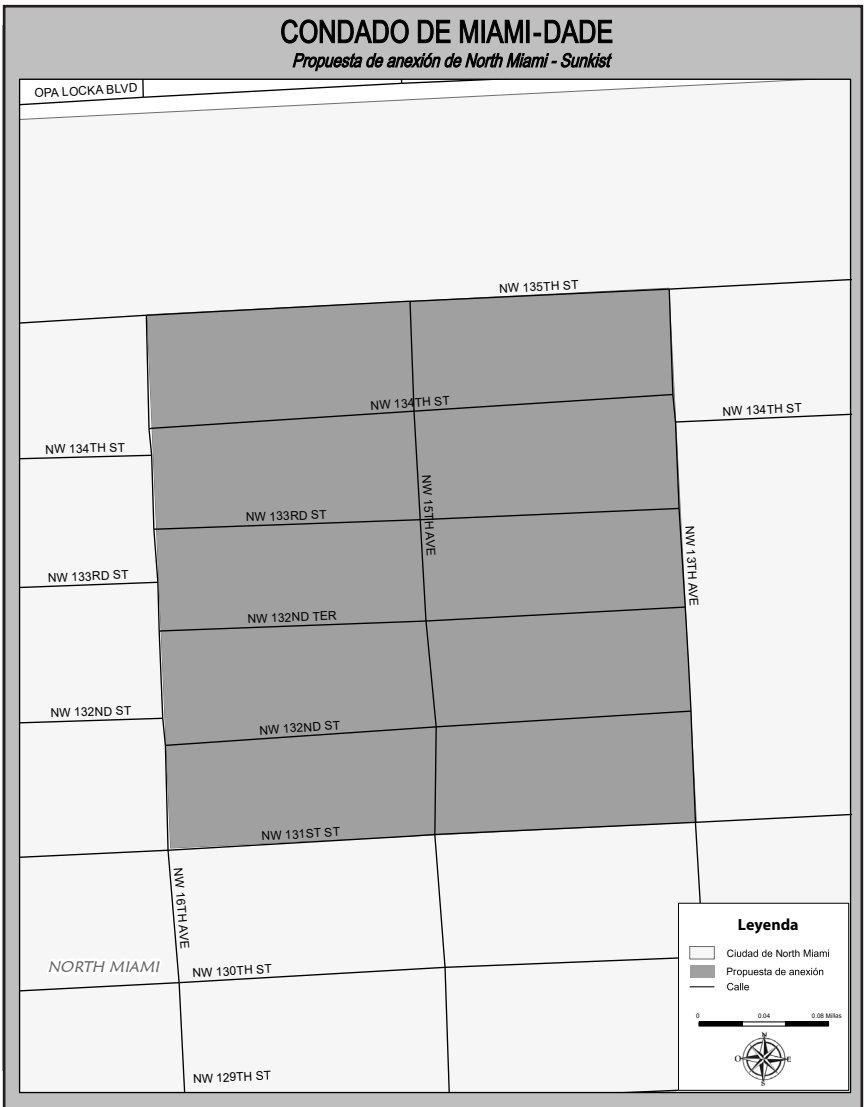 CONDADO DE MIAMI-DADE
Propuesta de anexión de North Miami - Sunkist
OPA LOCKA BLVD
NW 135TH ST
NW 134TH ST
NW 134TH ST
NW 134TH ST
NW 15TH AVE
NW 133RD ST
NW 13TH AVE
NW 133RD ST
NW 132ND TER
NW 132ND ST
NW 132ND ST
NW 131ST ST
NW 16TH AVE
NORTH MIAMI
NW 130TH ST
NW 129TH ST
Leyenda
Ciudad de North Miami
Propuesta de anexión
Calle
0 0.04 0.08 Millas
N
O E
S